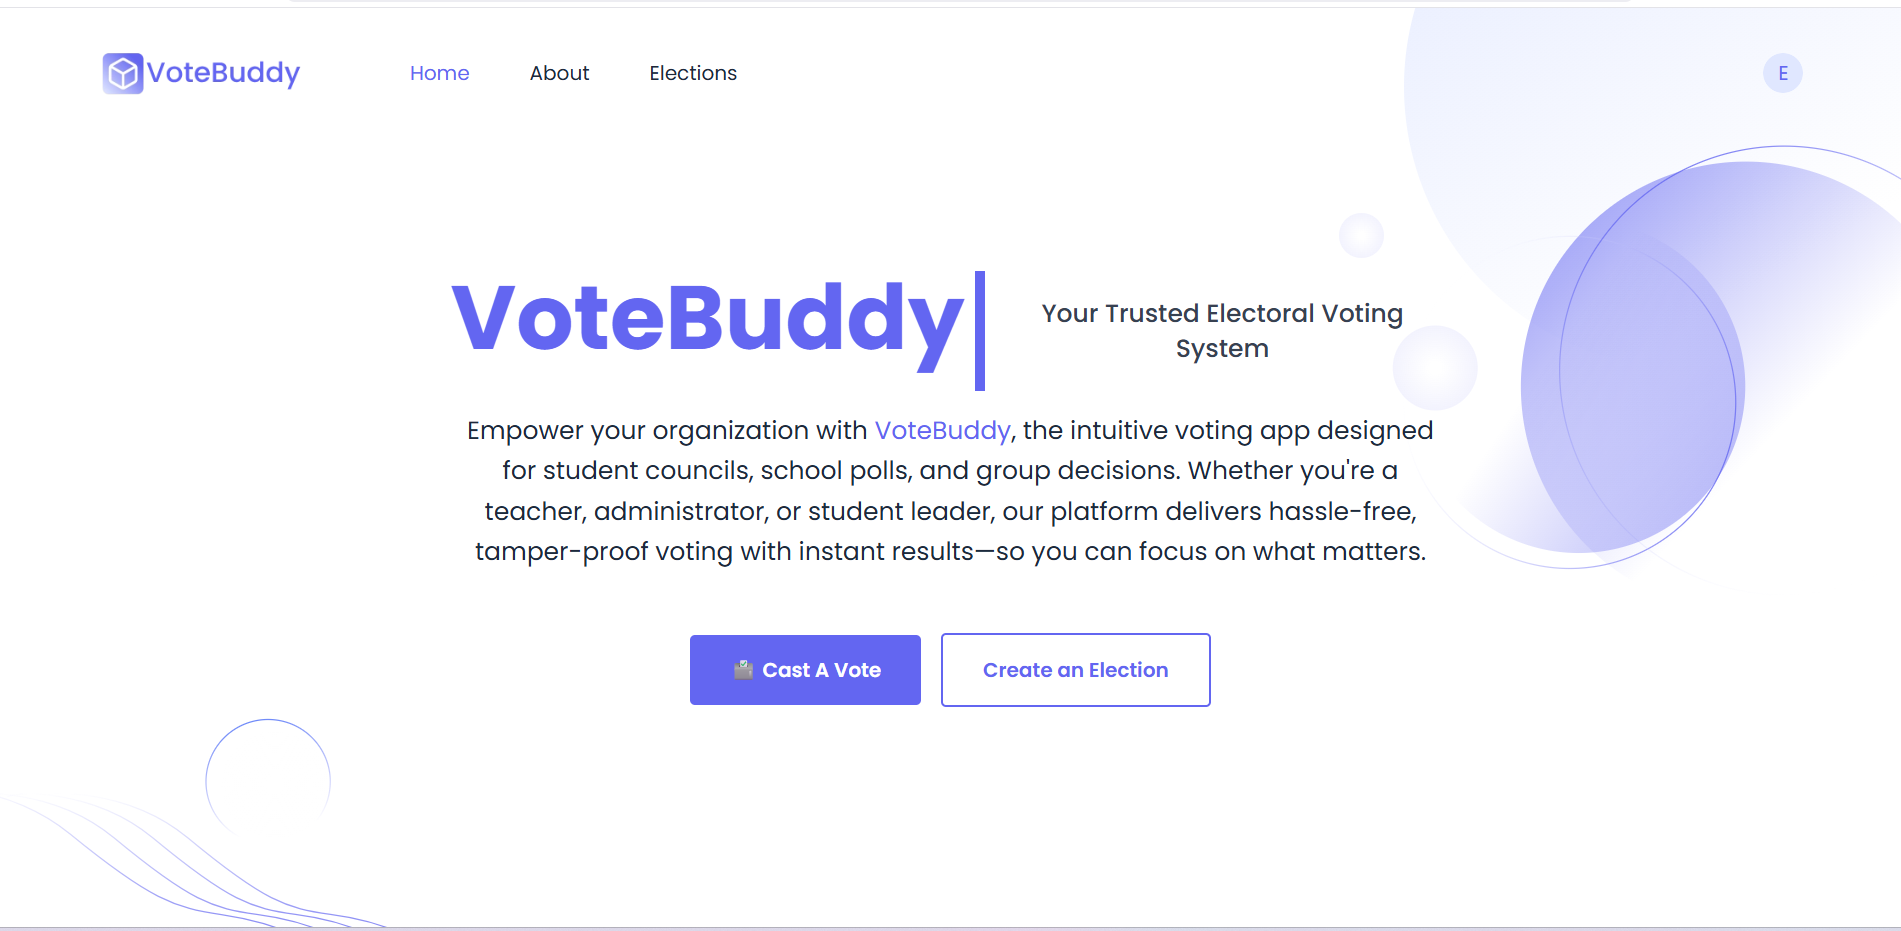 VoteBuddy
Home
About
Elections
E
VoteBuddy
Your Trusted Electoral Voting
System
Empower your organization with VoteBuddy, the intuitive voting app designed
for student councils, school polls, and group decisions. Whether you're a
teacher, administrator, or student leader, our platform delivers hassle-free,
tamper-proof voting with instant results—so you can focus on what matters.
Cast A Vote
Create an Election